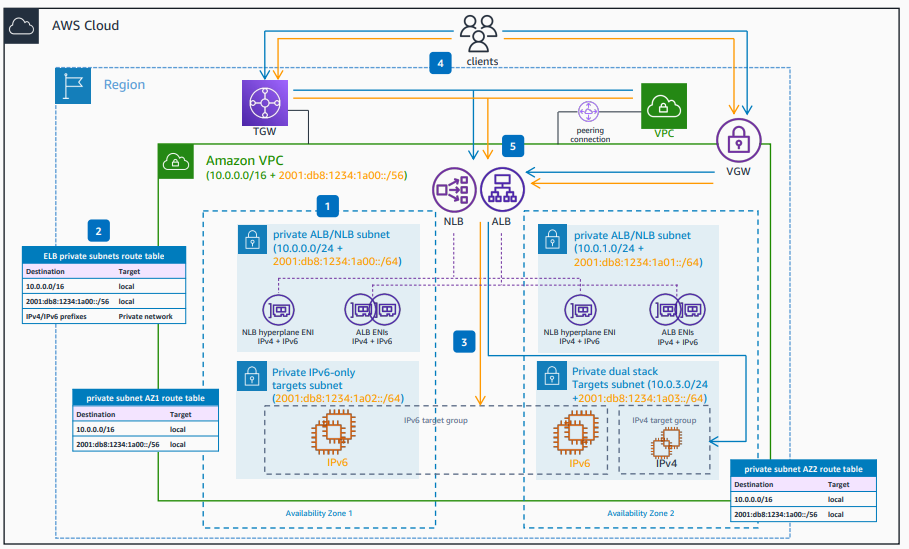 AWS Cloud
clients
4
Region
TGW
peering
connection
VPC
VGW
5
Amazon VPC
(10.0.0.0/16 + 2001:db8:1234:1a00::/56)
NLB
ALB
1
2
ELB private subnets route table
Destination Target
10.0.0.0/16 local
2001:db8:1234:1a00::/56 local
IPv4/IPv6 prefixes Private network
private ALB/NLB subnet
(10.0.0.0/24 +
2001:db8:1234:1a00::/64)
NLB hyperplane ENI
IPv4 + IPv6
ALB ENIs
IPv4 + IPv6
private ALB/NLB subnet
(10.0.1.0/24 +
2001:db8:1234:1a01::/64)
NLB hyperplane ENI
IPv4 + IPv6
ALB ENIs
IPv4 + IPv6
3
Private IPv6-only
targets subnet
(2001:db8:1234:1a02::/64)
Private dual stack
Targets subnet (10.0.3.0/24
+2001:db8:1234:1a03::/64)
IPv6 target group
IPv4 target group
IPv6
IPv6
IPv4
private subnet AZ1 route table
Destination Target
10.0.0.0/16 local
2001:db8:1234:1a00::/56 local
private subnet AZ2 route table
Destination Target
10.0.0.0/16 local
2001:db8:1234:1a00::/56 local
Availability Zone 1
Availability Zone 2